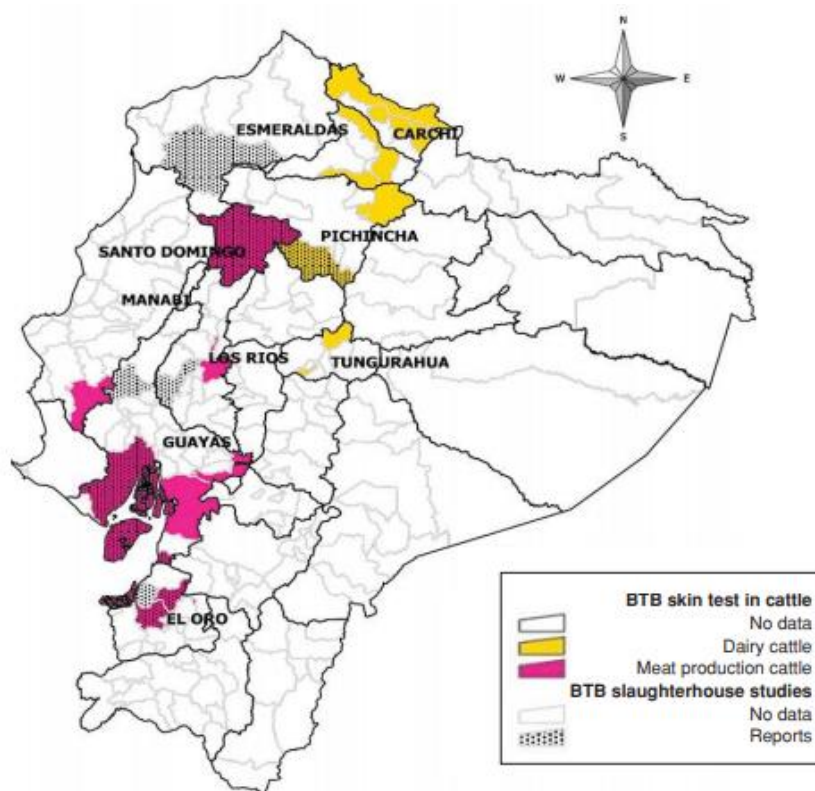 N
W
E
S
ESMERALDAS
CARCHI
PICHINCHA
SANTO DOMINGO
MANABI
LOS RIOS
TUNGURAHUA
GUAYAS
EL ORO
BTB skin test in cattle
No data
Dairy cattle
Meat production cattle
BTB slaughterhouse studies
No data
Reports